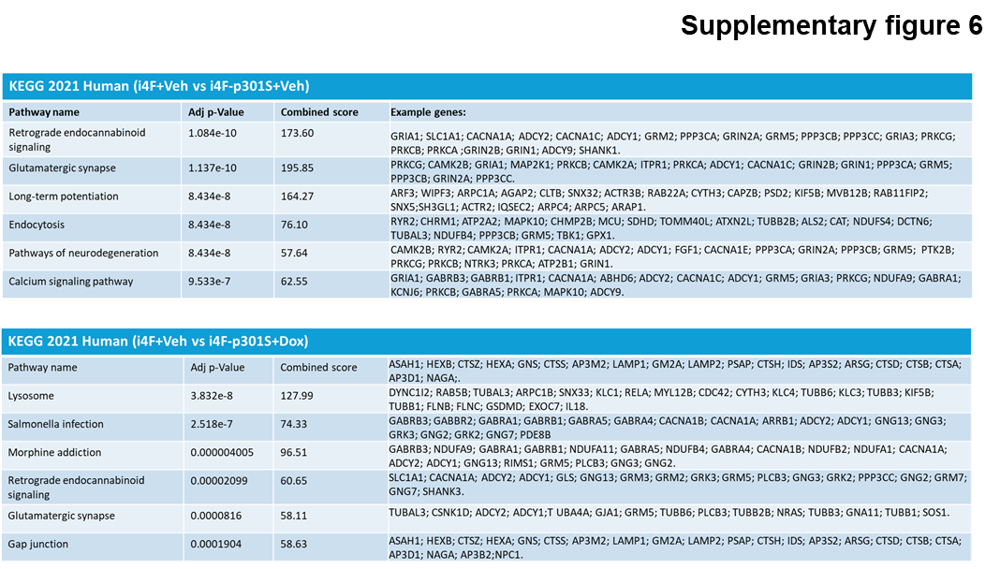 Supplementary figure 6
KEGG 2021 Human (i4F+Veh vs i4F-p301S+Veh)
Pathway name Adj p-Value Combined score Example genes:
Retrograde endocannabinoid
signaling
1.084e-10 173.60
GRIA1; SLC1A1; CACNA1A; ADCY2; CACNA1C; ADCY1; GRM2; PPP3CA; GRIN2A; GRM5; PPP3CB; PPP3CC; GRIA3; PRKCG;
PRKCB; PRKCA ;GRIN2B; GRIN1; ADCY9; SHANK1.
Glutamatergic synapse 1.137e-10 195.85
PRKCG; CAMK2B; GRIA1; MAP2K1; PRKCB; CAMK2A; ITPR1; PRKCA; ADCY1; CACNA1C; GRIN2B; GRIN1; PPP3CA; GRM5;
PPP3CB; GRIN2A; PPP3CC.
Long-term potentiation 8.434e-8 164.27
ARF3; WIPF3; ARPC1A; AGAP2; CLTB; SNX32; ACTR3B; RAB22A; CYTH3; CAPZB; PSD2; KIF5B; MVB12B; RAB11FIP2;
SNX5;SH3GL1; ACTR2; IQSEC2; ARPC4; ARPC5; ARAP1.
Endocytosis 8.434e-8 76.10
RYR2; CHRM1; ATP2A2; MAPK10; CHMP2B; MCU; SDHD; TOMM40L; ATXN2L; TUBB2B; ALS2; CAT; NDUFS4; DCTN6;
TUBAL3; NDUFB4; PPP3CB; GRM5; TBK1; GPX1.
Pathways of neurodegeneration 8.434e-8 57.64
CAMK2B; RYR2; CAMK2A; ITPR1; CACNA1A; ADCY2; ADCY1; FGF1; CACNA1E; PPP3CA; GRIN2A; PPP3CB; GRM5; PTK2B;
PRKCG; PRKCB; NTRK3; PRKCA; ATP2B1; GRIN1.
Calcium signaling pathway 9.533e-7 62.55
GRIA1; GABRB3; GABRB1; ITPR1; CACNA1A; ABHD6; ADCY2; CACNA1C; ADCY1; GRM5; GRIA3; PRKCG; NDUFA9; GABRA1;
KCNJ6; PRKCB; GABRA5; PRKCA; MAPK10; ADCY9.
KEGG 2021 Human (i4F+Veh vs i4F-p301S+Dox)
Pathway name Adj p-Value Combined score
ASAH1; HEXB; CTSZ; HEXA; GNS; CTSS; AP3M2; LAMP1; GM2A; LAMP2; PSAP; CTSH; IDS; AP3S2; ARSG; CTSD; CTSB; CTSA;
AP3D1; NAGA;.
Lysosome 3.832e-8 127.99
DYNC1I2; RAB5B; TUBAL3; ARPC1B; SNX33; KLC1; RELA; MYL12B; CDC42; CYTH3; KLC4; TUBB6; KLC3; TUBB3; KIF5B;
TUBB1; FLNB; FLNC; GSDMD; EXOC7; IL18.
Salmonella infection 2.518e-7 74.33
GABRB3; GABBR2; GABRA1; GABRB1; GABRA5; GABRA4; CACNA1B; CACNA1A; ARRB1; ADCY2; ADCY1; GNG13; GNG3;
GRK3; GNG2; GRK2; GNG7; PDE8B
Morphine addiction 0.000004005 96.51
GABRB3; NDUFA9; GABRA1; GABRB1; NDUFA11; GABRA5; NDUFB4; GABRA4; CACNA1B; NDUFB2; NDUFA1; CACNA1A;
ADCY2; ADCY1; GNG13; RIMS1; GRM5; PLCB3; GNG3; GNG2.
Retrograde endocannabinoid
signaling
0.00002099 60.65
SLC1A1; CACNA1A; ADCY2; ADCY1; GLS; GNG13; GRM3; GRM2; GRK3; GRM5; PLCB3; GNG3; GRK2; PPP3CC; GNG2; GRM7;
GNG7; SHANK3.
Glutamatergic synapse 0.0000816 58.11
TUBAL3; CSNK1D; ADCY2; ADCY1;T UBA4A; GJA1; GRM5; TUBB6; PLCB3; TUBB2B; NRAS; TUBB3; GNA11; TUBB1; SOS1.
Gap junction 0.0001904 58.63
ASAH1; HEXB; CTSZ; HEXA; GNS; CTSS; AP3M2; LAMP1; GM2A; LAMP2; PSAP; CTSH; IDS; AP3S2; ARSG; CTSD; CTSB; CTSA;
AP3D1; NAGA; AP3B2;NPC1.